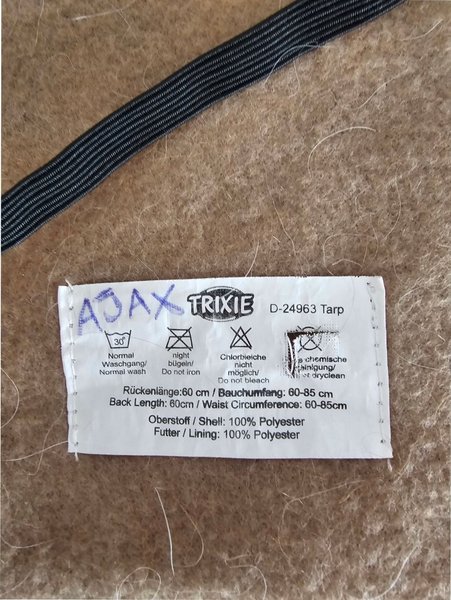 AJAX TRIXIE D-24963 Tarp
30°
Normal Waschgang/ Normal wash
nicht bügeln/ Do not iron
Chlorbleiche nicht möglich/ Do not bleach
chemische
dryclean
Rückenlänge:60 cm / Bauchumfang: 60-85 cm
Back Length: 60cm / Waist Circumference: 60-85cm
Oberstoff / Shell: 100% Polyester
Futter / Lining: 100% Polyester